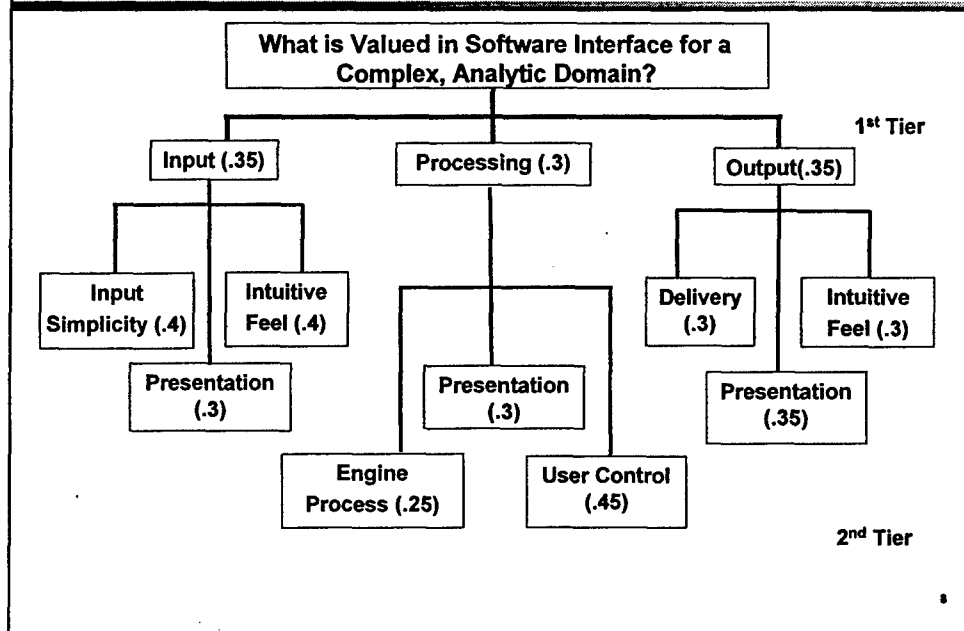 What is Valued in Software Interface for a
Complex, Analytic Domain?
1st Tier
Input (.35)
Processing (.3)
Output(.35)
Input
Simplicity (.4)
Intuitive
Feel (.4)
Presentation
(.3)
Engine
Process (.25)
Presentation
(.3)
User Control
(.45)
Delivery
(.3)
Intuitive
Feel (.3)
Presentation
(.35)
2nd Tier